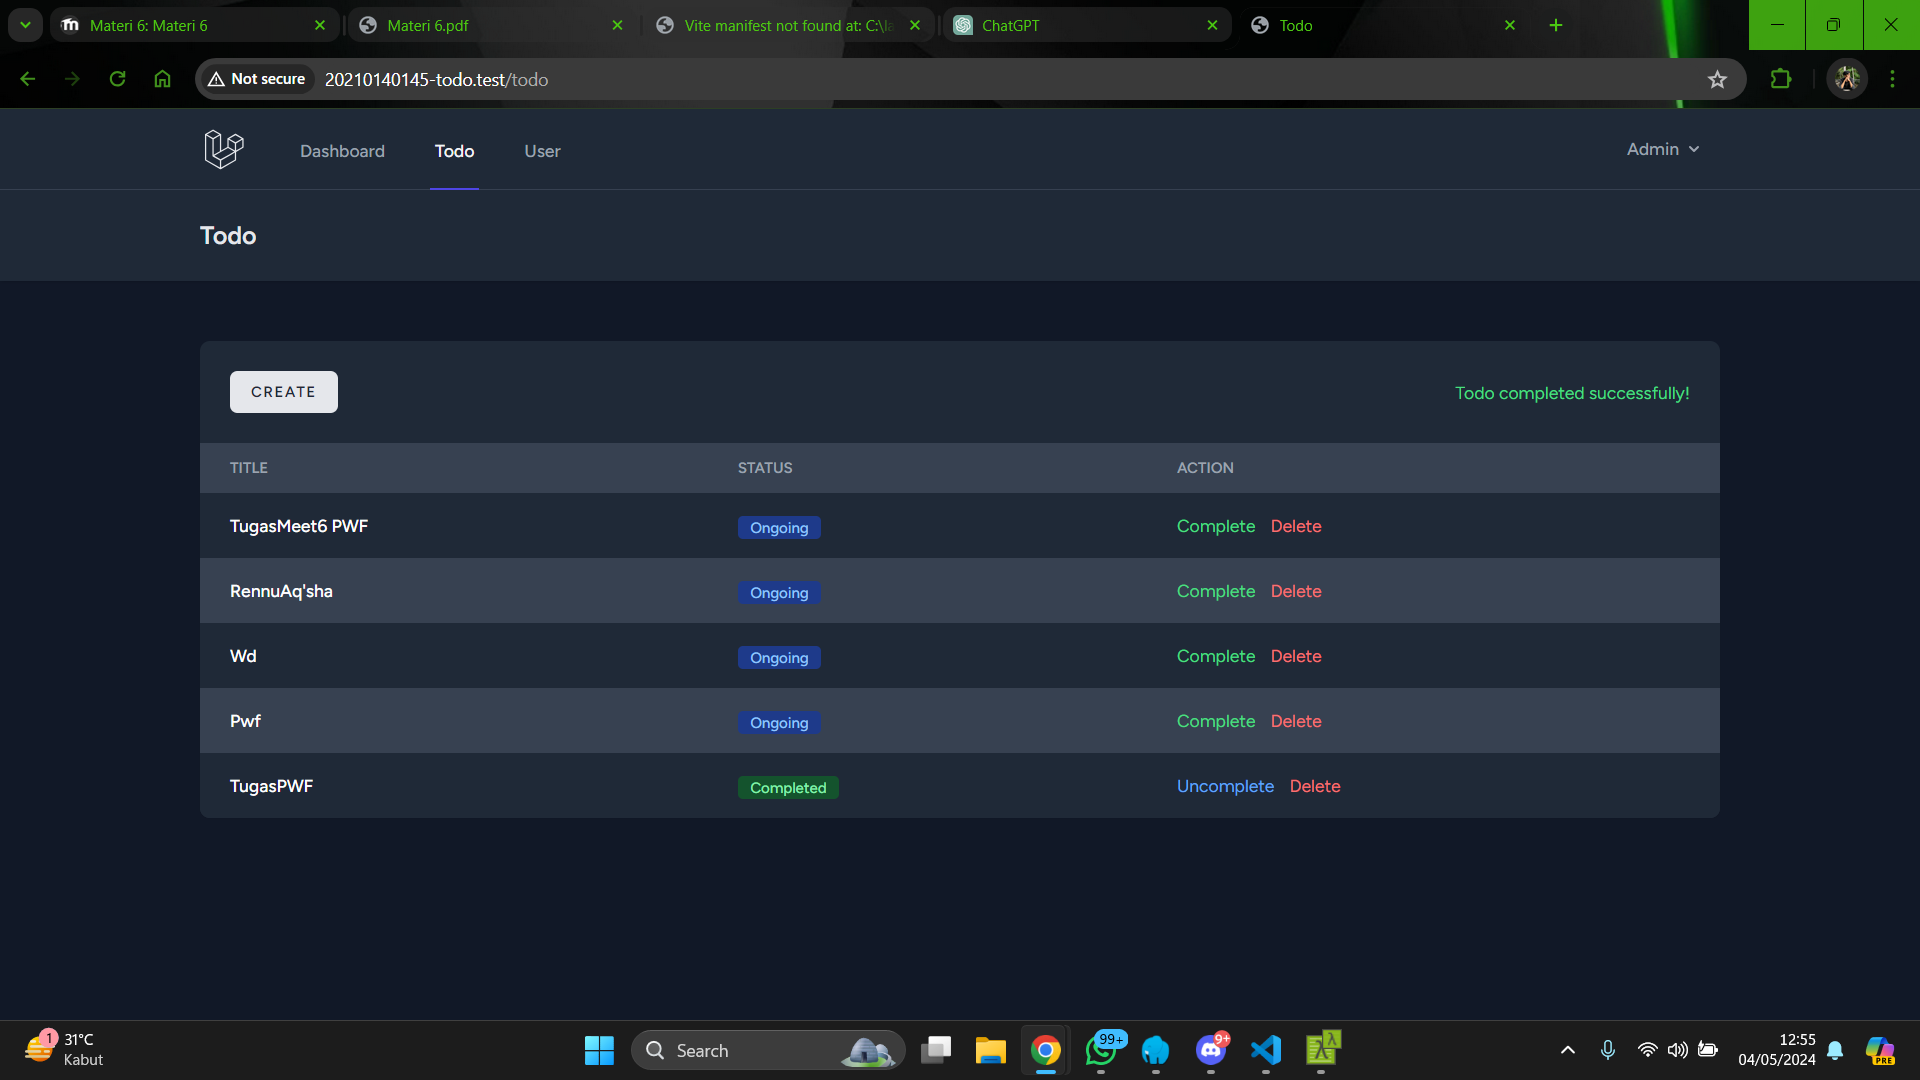 Materi 6: Materi 6
Materi 6.pdf
Vite manifest not found at: C:\la
ChatGPT
Todo
Not secure
20210140145-todo.test/todo
Dashboard
Todo
User
Admin
Todo
CREATE
Todo completed successfully!
TITLE
STATUS
ACTION
TugasMeet6 PWF
Ongoing
Complete
Delete
RennuAq'sha
Ongoing
Complete
Delete
Wd
Ongoing
Complete
Delete
Pwf
Ongoing
Complete
Delete
TugasPWF
Completed
Uncomplete
Delete
1
31°C
Kabut
Search
99+
9+
12:55
04/05/2024
PRE